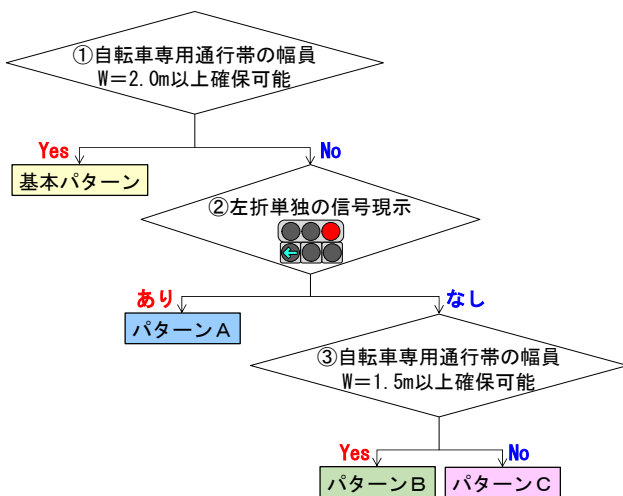 ①自転車専用通行帯の幅員
W=2.0m以上確保可能
Yes
No
基本パターン
②左折単独の信号現示
あり
なし
パターンA
③自転車専用通行帯の幅員
W=1.5m以上確保可能
Yes
No
パターンB
パターンC